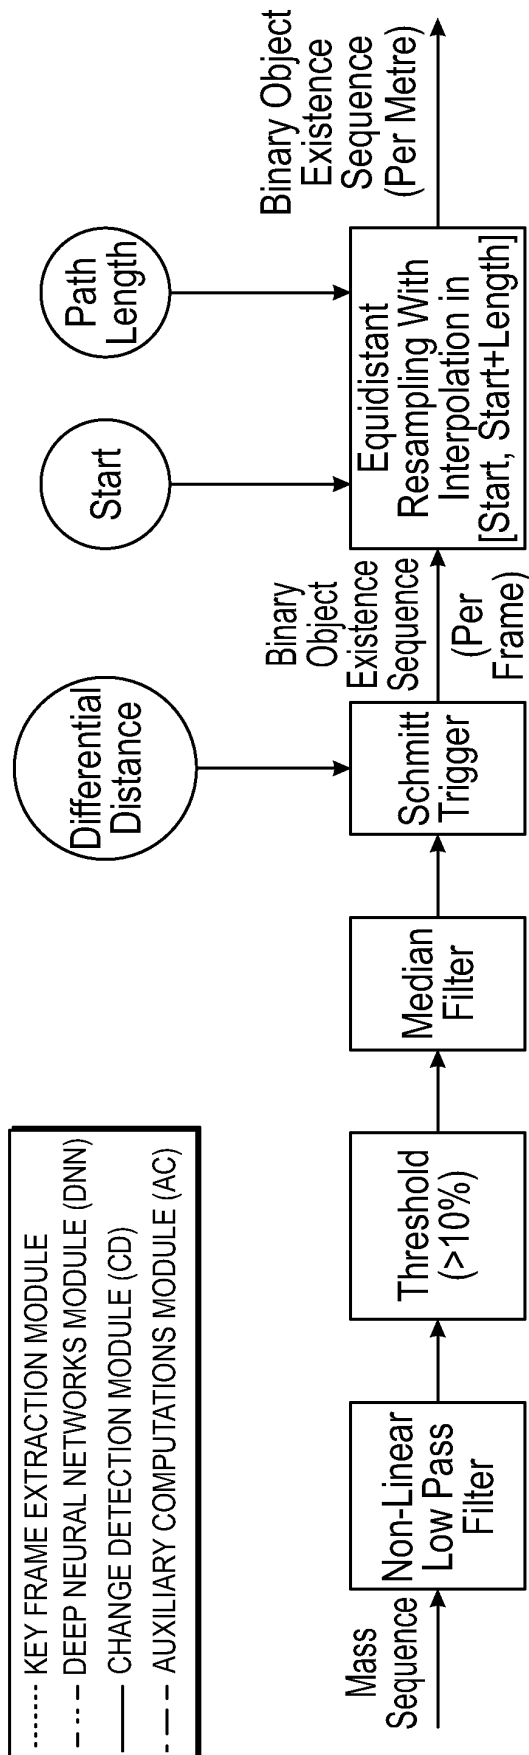 KEY FRAME EXTRACTION MODULE
DEEP NEURAL NETWORKS MODULE (DNN)
CHANGE DETECTION MODULE (CD)
AUXILIARY COMPUTATIONS MODULE (AC)
Differential
Distance
Start
Path
Length
Mass
Sequence
Non-Linear
Low Pass
Filter
Threshold
(>10%)
Median
Filter
Schmitt
Trigger
Binary
Object
Existence
Sequence
(Per
Frame)
Equidistant
Resampling With
Interpolation in
[Start, Start+Length]
Binary Object
Existence
Sequence
(Per Metre)